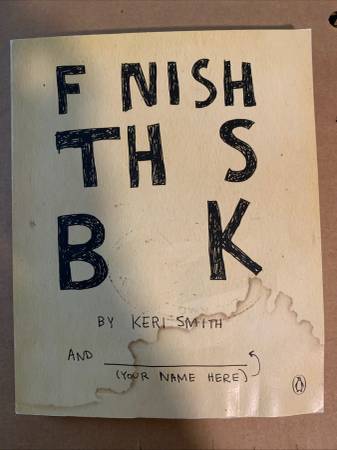 F NISH
TH S
B K
BY KERI SMITH
AND
(YOUR NAME HERE)